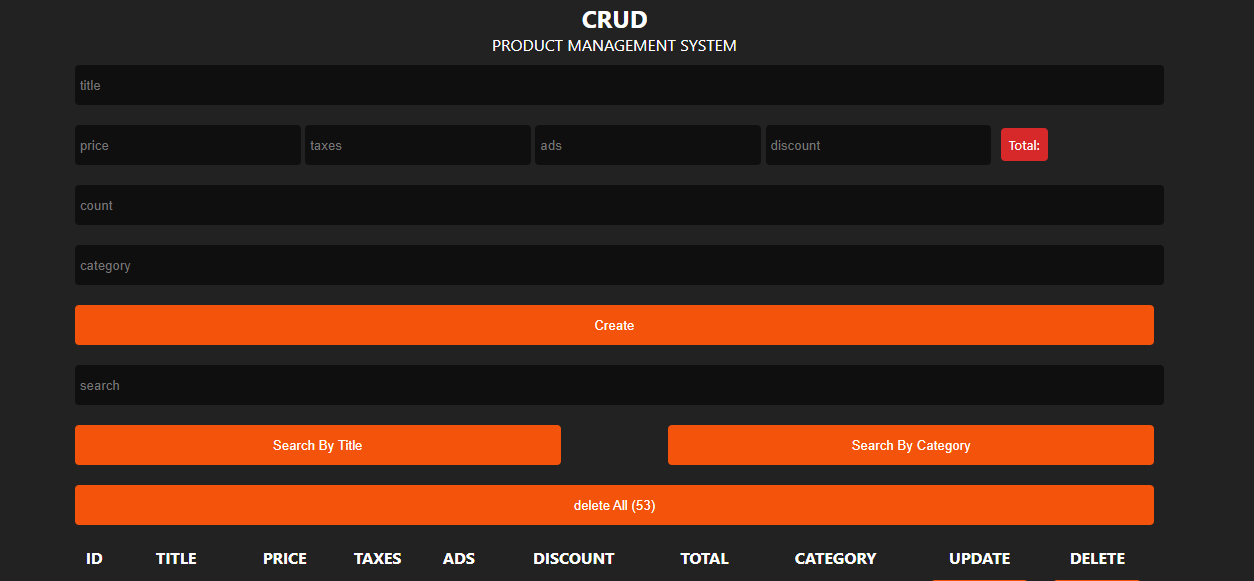 CRUD
PRODUCT MANAGEMENT SYSTEM
title
price taxes ads discount Total:
count
category
Create
search
Search By Title Search By Category
delete All (53)
ID TITLE PRICE TAXES ADS DISCOUNT TOTAL CATEGORY UPDATE DELETE